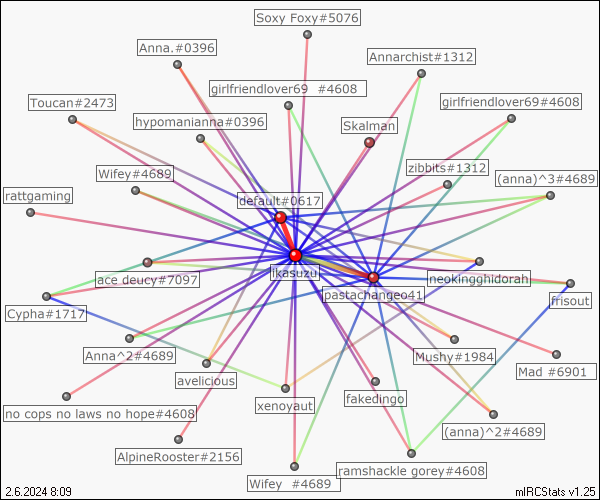 Soxy Foxy#5076
Anna.#0396
Annarchist#1312
girlfriendlover69 #4608
Toucan#2473
girlfriendlover69#4608
hypomanianna#0396
Skalman
Wifey#4689
zibbits#1312
(anna)^3#4689
rattgaming
default#0617
ikasuzu
ace.deucy#7097
neokingghidorah
pastachangeo41
frisout
Cypha#1717
Anna^2#4689
Mushy#1984
Mad #6901
avelicious
xenoyaut
fakedingo
no cops no laws no hope#4608
(anna)^2#4689
AlpineRooster#2156
ramshackle gorey#4608
Wifey #4689
2.6.2024 8:09
mIRCStats v1.25